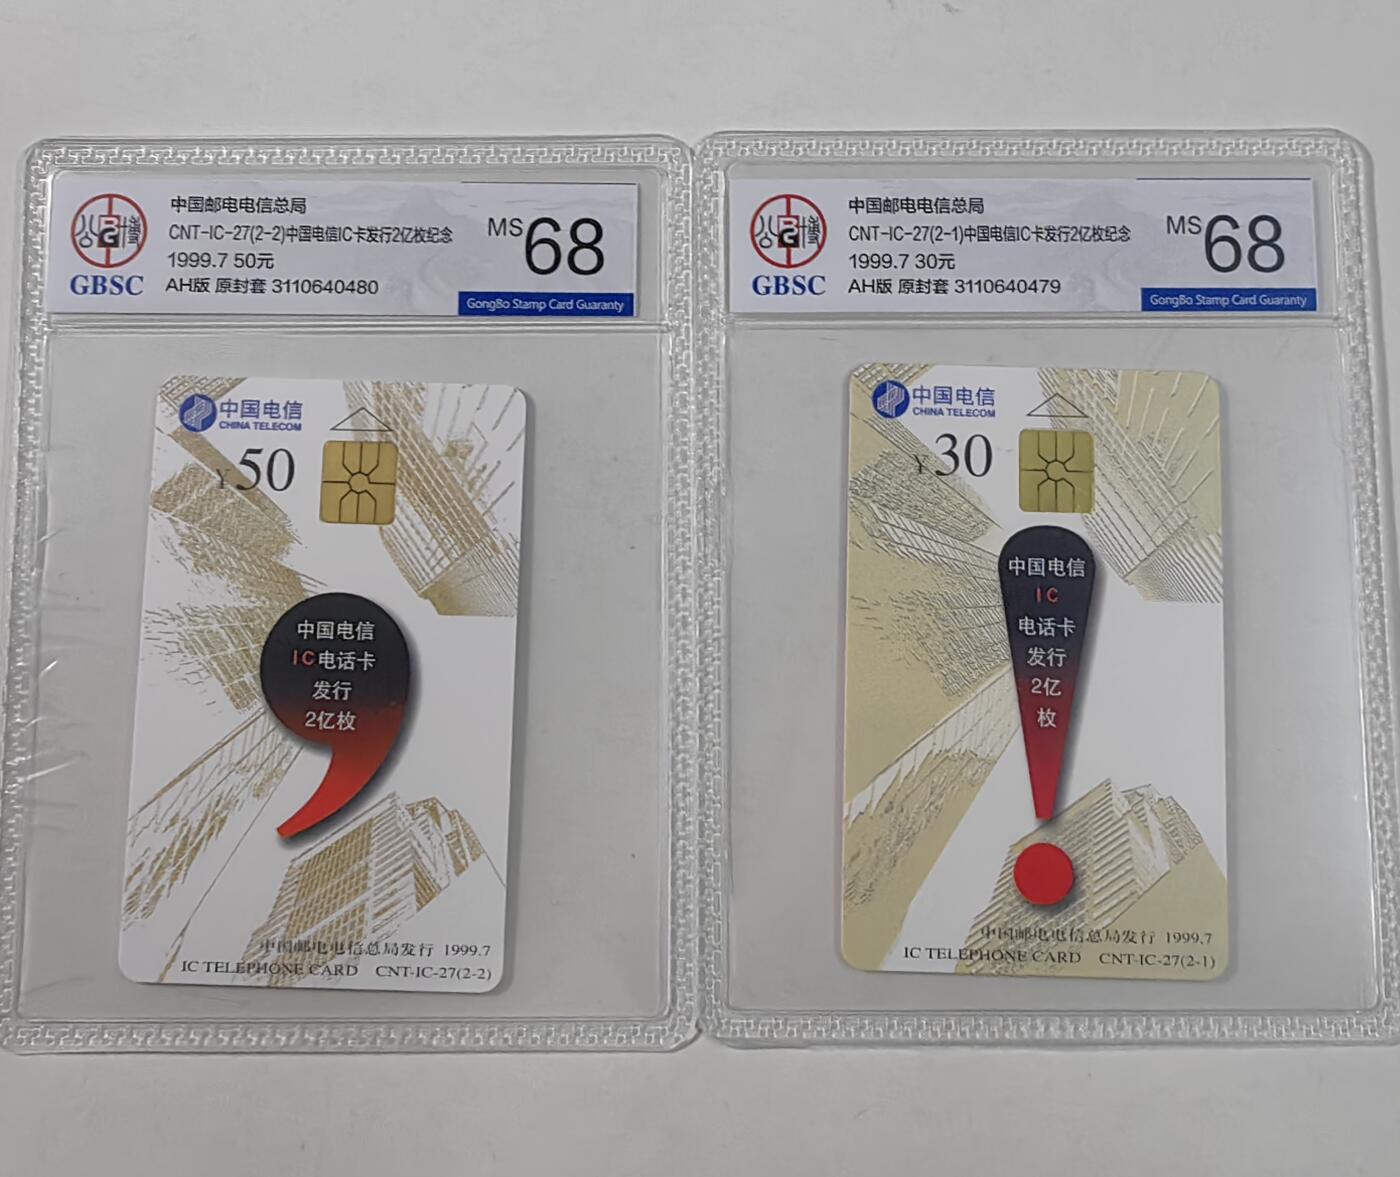 中国邮电电信总局
CNT-IC-27(2-2)中国电信IC卡发行2亿枚纪念
1999.7 50元
AH版 原封套 3110640480
GBSC
MS 68
GongBo Stamp Card Guaranty
中国电信
CHINA TELECOM
¥50
中国电信
IC电话卡
发行
2亿枚
中国邮电电信总局发行 1999.7
IC TELEPHONE CARD CNT-IC-27(2-2)
中国邮电电信总局
CNT-IC-27(2-1)中国电信IC卡发行2亿枚纪念
1999.7 30元
AH版 原封套 3110640479
GBSC
MS 68
GongBo Stamp Card Guaranty
中国电信
CHINA TELECOM
¥30
中国电信
IC
电话卡
发行
2亿
枚
中国邮电电信总局发行 1999.7
IC TELEPHONE CARD CNT-IC-27(2-1)